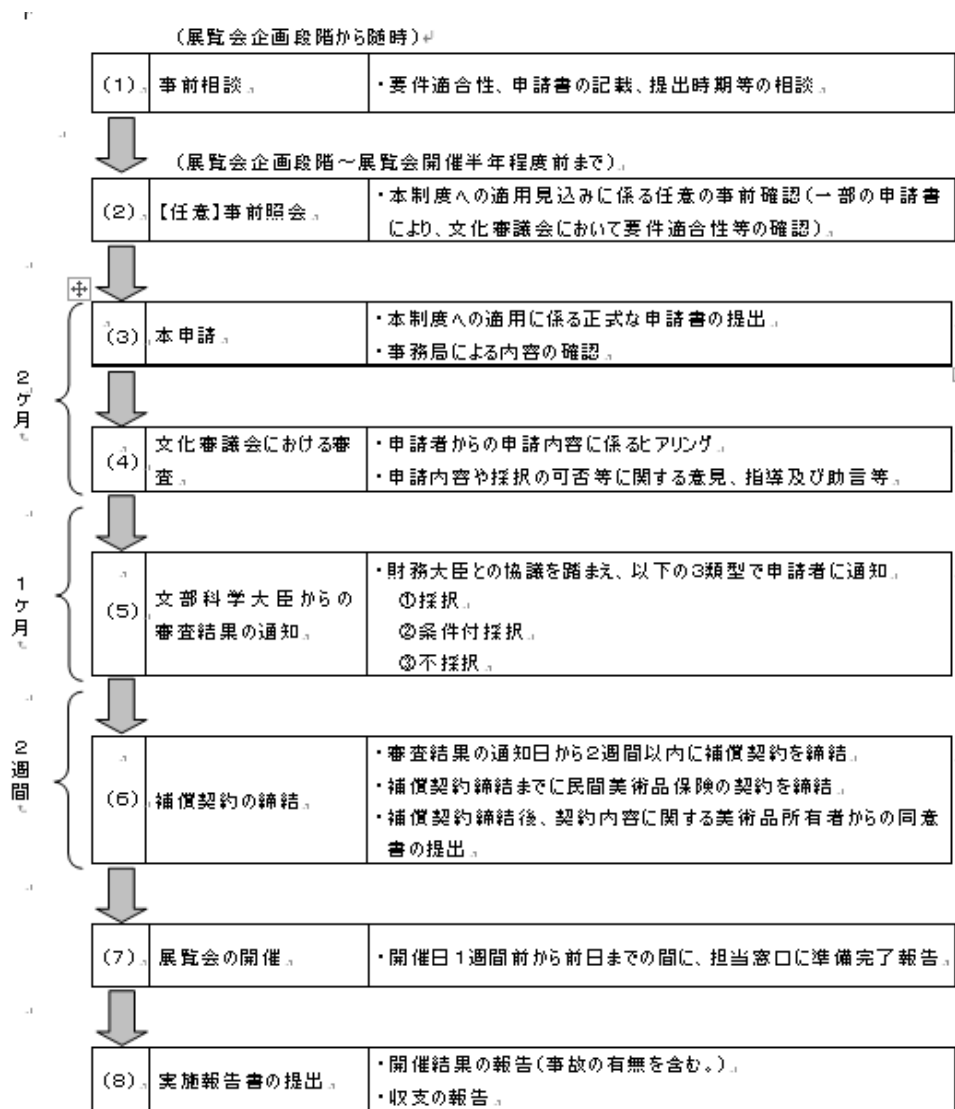 (展覧会企画段階から随時)
(1) 事前相談 ・要件適合性、申請書の記載、提出時期等の相談
(展覧会企画段階～展覧会開催半年程度前まで)
(2) 【任意】事前照会 ・本制度への適用見込みに係る任意の事前確認(一部の申請書
により、文化審議会において要件適合性等の確認)
2ヶ月
(3) 本申請 ・本制度への適用に係る正式な申請書の提出
・事務局による内容の確認
(4) 文化審議会における審
査
・申請者からの申請内容に係るヒアリング
・申請内容や採択の可否等に関する意見、指導及び助言等
1ヶ月
(5) 文部科学大臣からの
審査結果の通知
・財務大臣との協議を踏まえ、以下の3類型で申請者に通知
①採択
②条件付採択
③不採択
2週間
(6) 補償契約の締結
・審査結果の通知日から2週間以内に補償契約を締結
・補償契約締結までに民間美術品保険の契約を締結
・補償契約締結後、契約内容に関する美術品所有者からの同意
書の提出
(7) 展覧会の開催 ・開催日1週間前から前日までの間に、担当窓口に準備完了報告
(8) 実施報告書の提出
・開催結果の報告(事故の有無を含む。)
・収支の報告